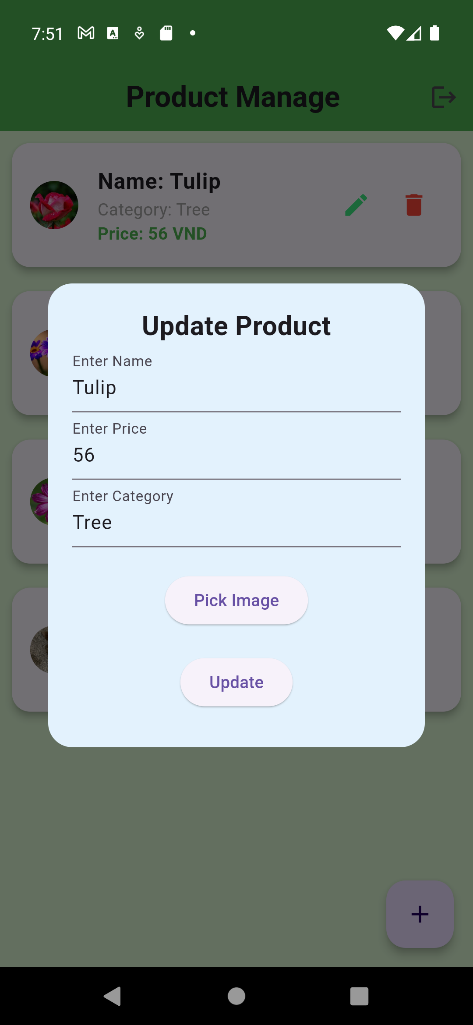 7:51
Product Manage
Name: Tulip
Category: Tree
Price: 56 VND
Update Product
Enter Name
Tulip
Enter Price
56
Enter Category
Tree
Pick Image
Update